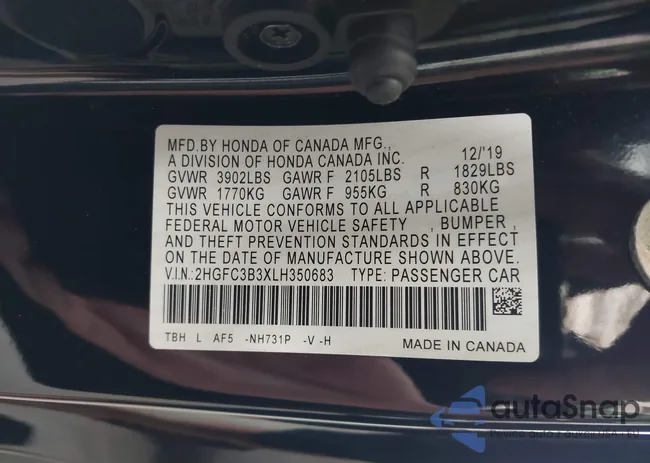 MFD.BY HONDA OF CANADA MFG.,
A DIVISION OF HONDA CANADA INC. 12/'19
GVWR 3902LBS GAWR F 2105LBS R 1829LBS
GVWR 1770KG GAWR F 955KG R 830KG
THIS VEHICLE CONFORMS TO ALL APPLICABLE
FEDERAL MOTOR VEHICLE SAFETY , BUMPER ,
AND THEFT PREVENTION STANDARDS IN EFFECT
ON THE DATE OF MANUFACTURE SHOWN ABOVE.
V.I.N.:2HGFC3B3XLH350683 TYPE: PASSENGER CAR
TBH L AF5 -NH731P -V -H
MADE IN CANADA
autoSnap